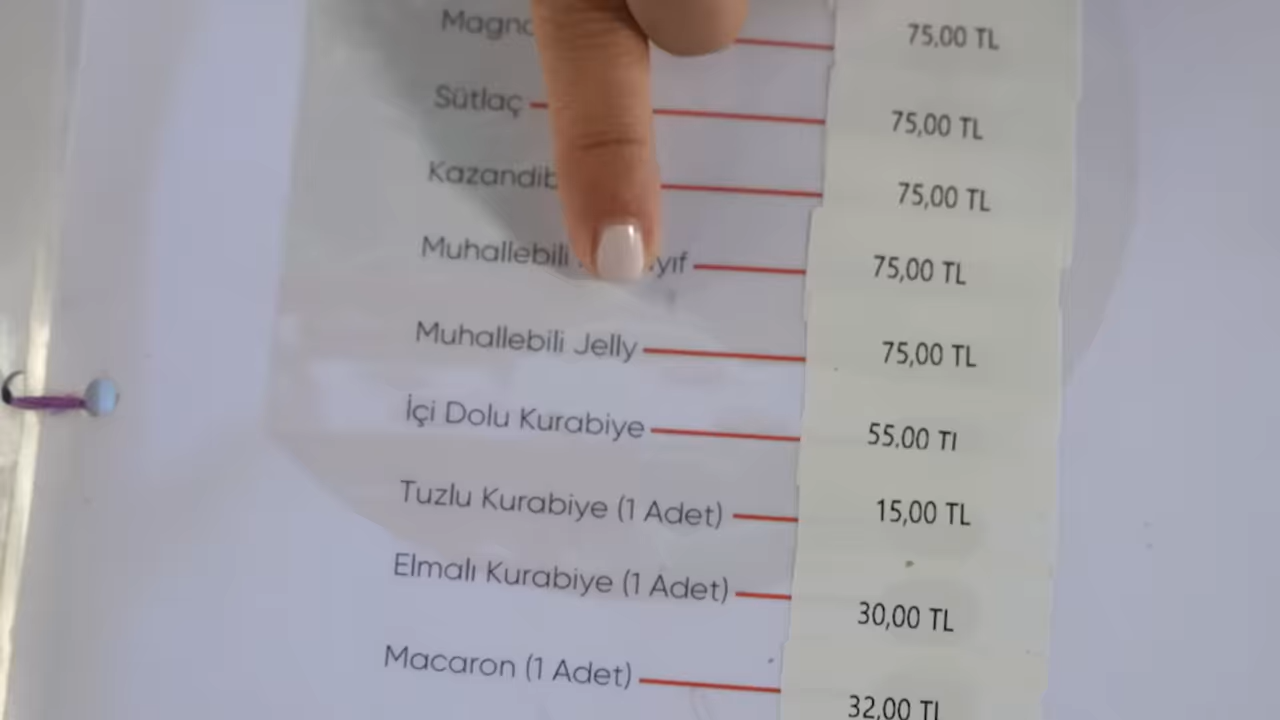 75,00 TL
Sütlaç 75,00 TL
75,00 TL
Muhallebili 75,00 TL
Muhallebili Jelly 75,00 TL
İçi Dolu Kurabiye 55,00 Tl
Tuzlu Kurabiye (1 Adet) 15,00 TL
Elmalı Kurabiye (1 Adet) 30,00 TL
Macaron (1 Adet) 32,00 TL